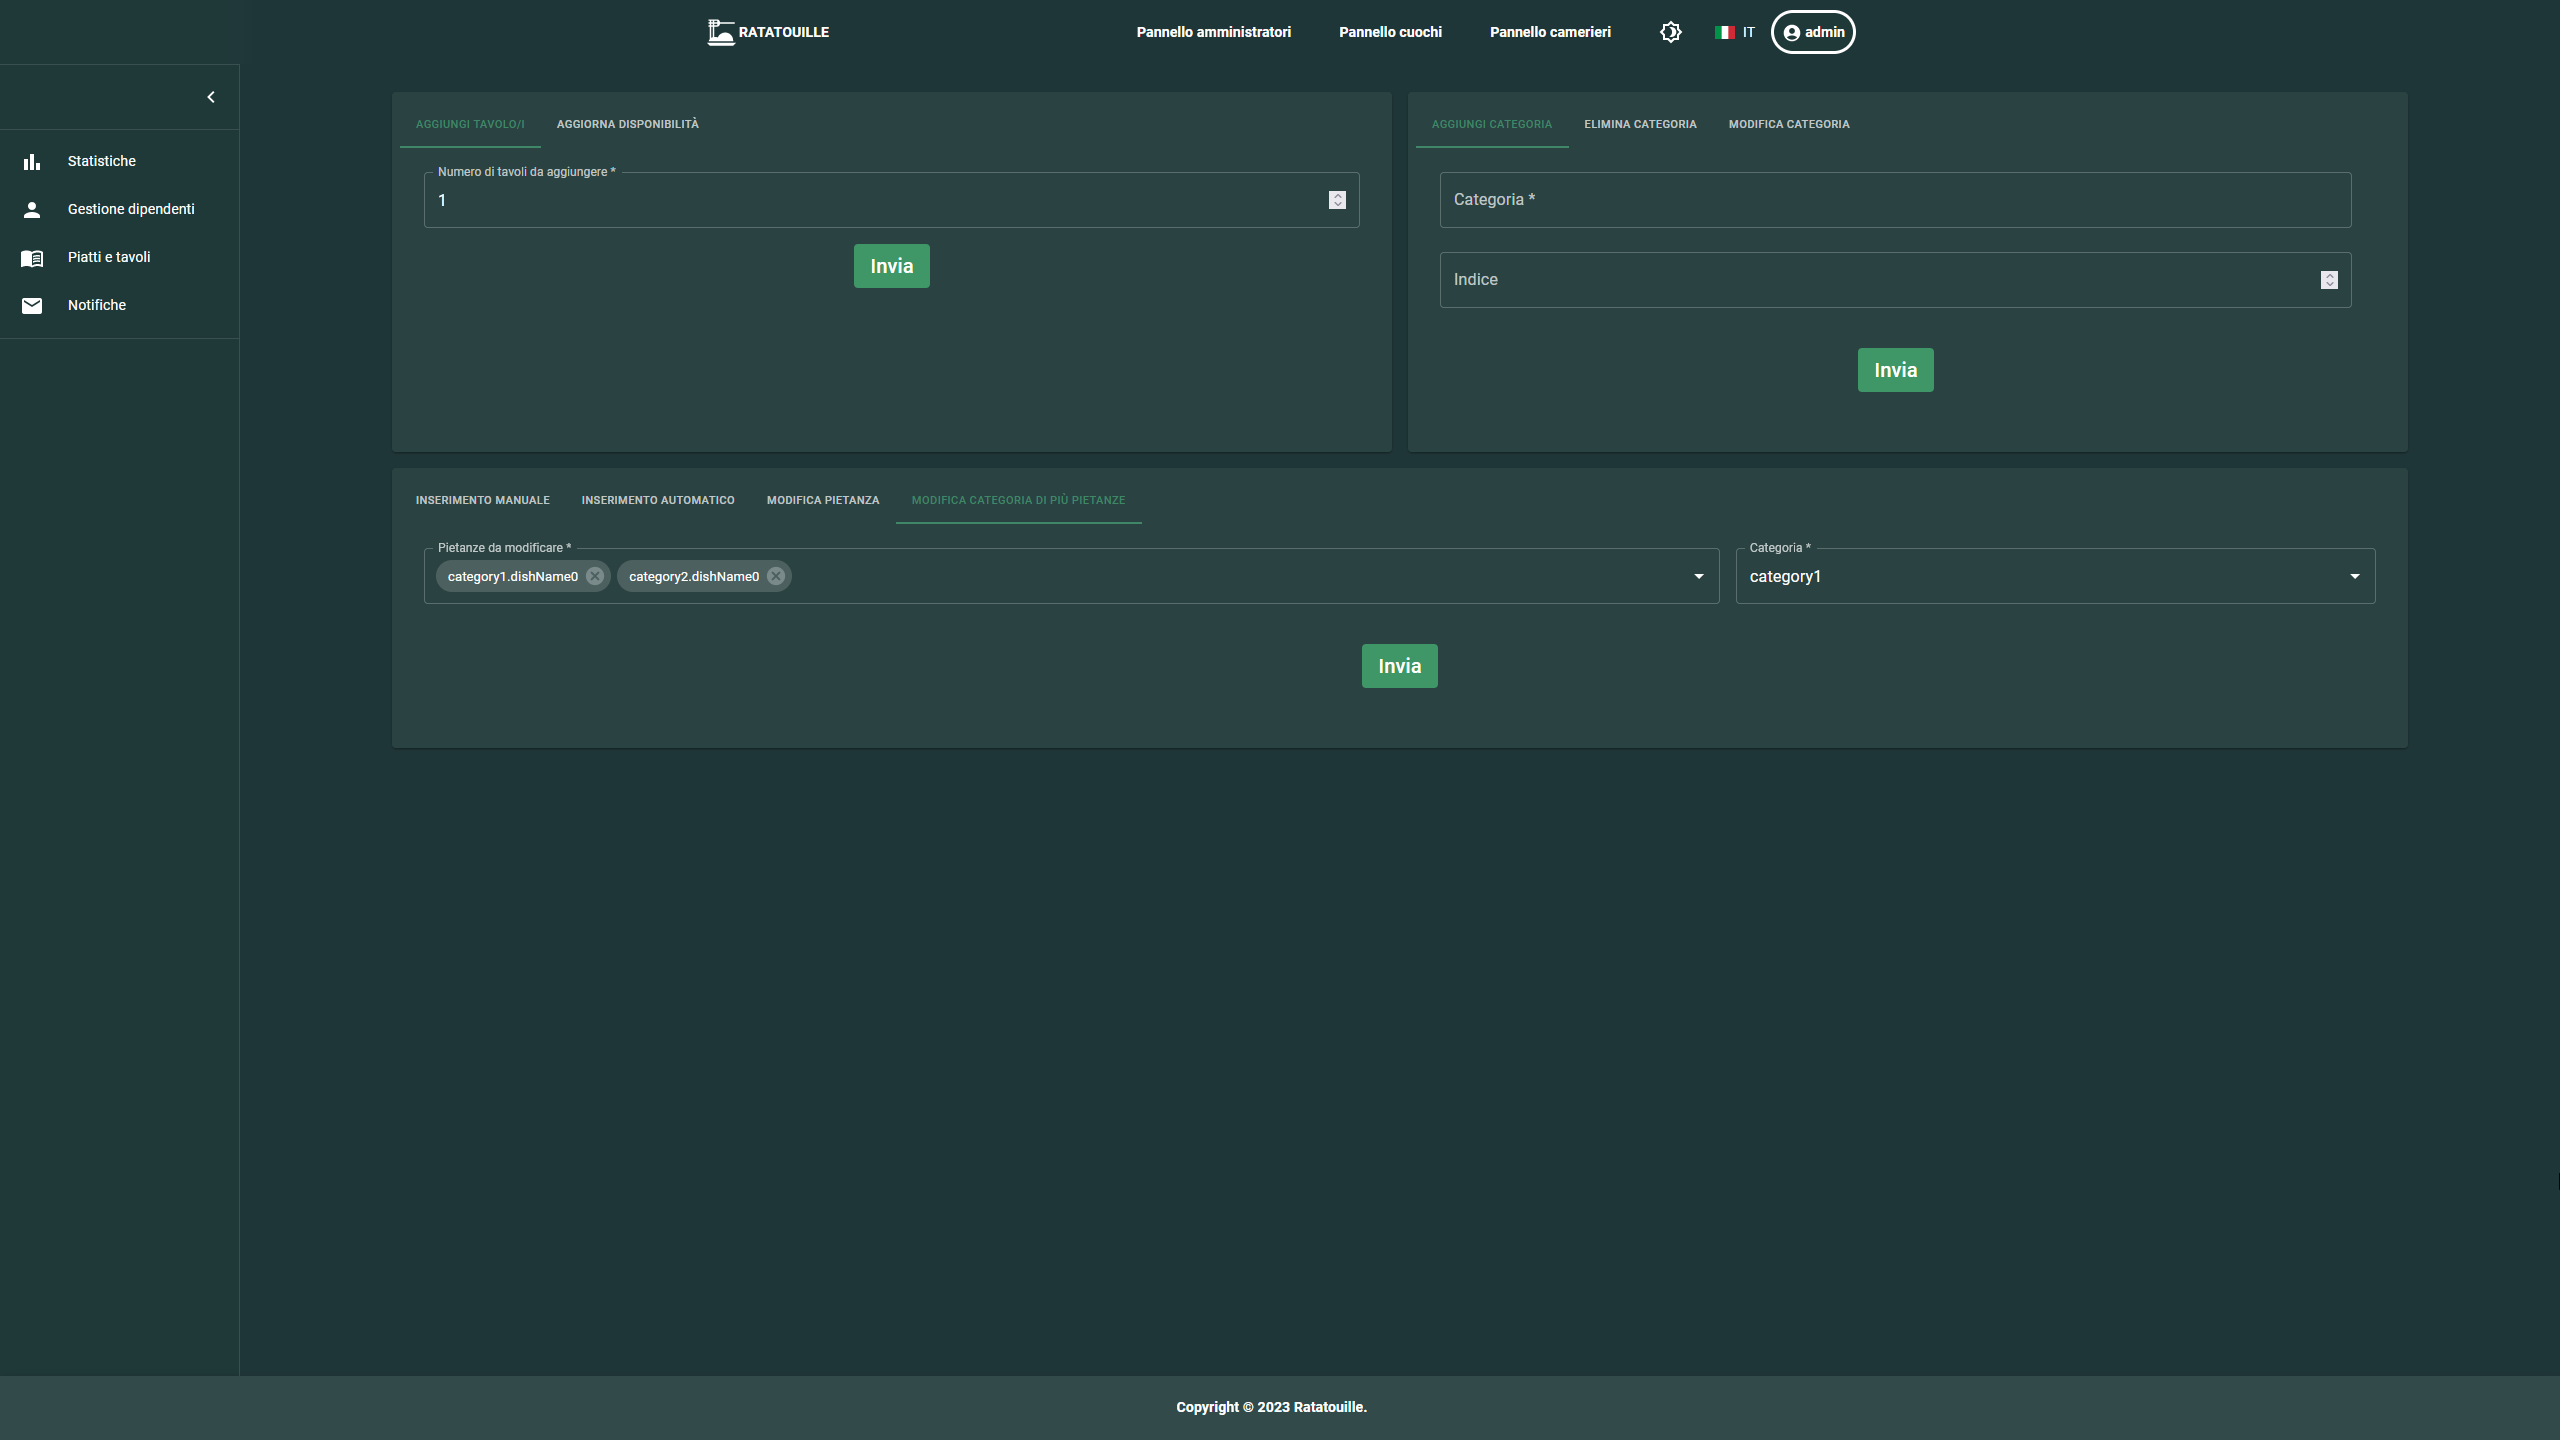 RATATOUILLE
Pannello amministratori
Pannello cuochi
Pannello camerieri
IT
admin
Statistiche
Gestione dipendenti
Piatti e tavoli
Notifiche
AGGIUNGI TAVOLO/I
AGGIORNA DISPONIBILITÀ
Numero di tavoli da aggiungere *
1
Invia
AGGIUNGI CATEGORIA
ELIMINA CATEGORIA
MODIFICA CATEGORIA
Categoria *
Indice
Invia
INSERIMENTO MANUALE
INSERIMENTO AUTOMATICO
MODIFICA PIETANZA
MODIFICA CATEGORIA DI PIÙ PIETANZE
Pietanze da modificare *
category1.dishName0
category2.dishName0
Categoria *
category1
Invia
Copyright © 2023 Ratatouille.